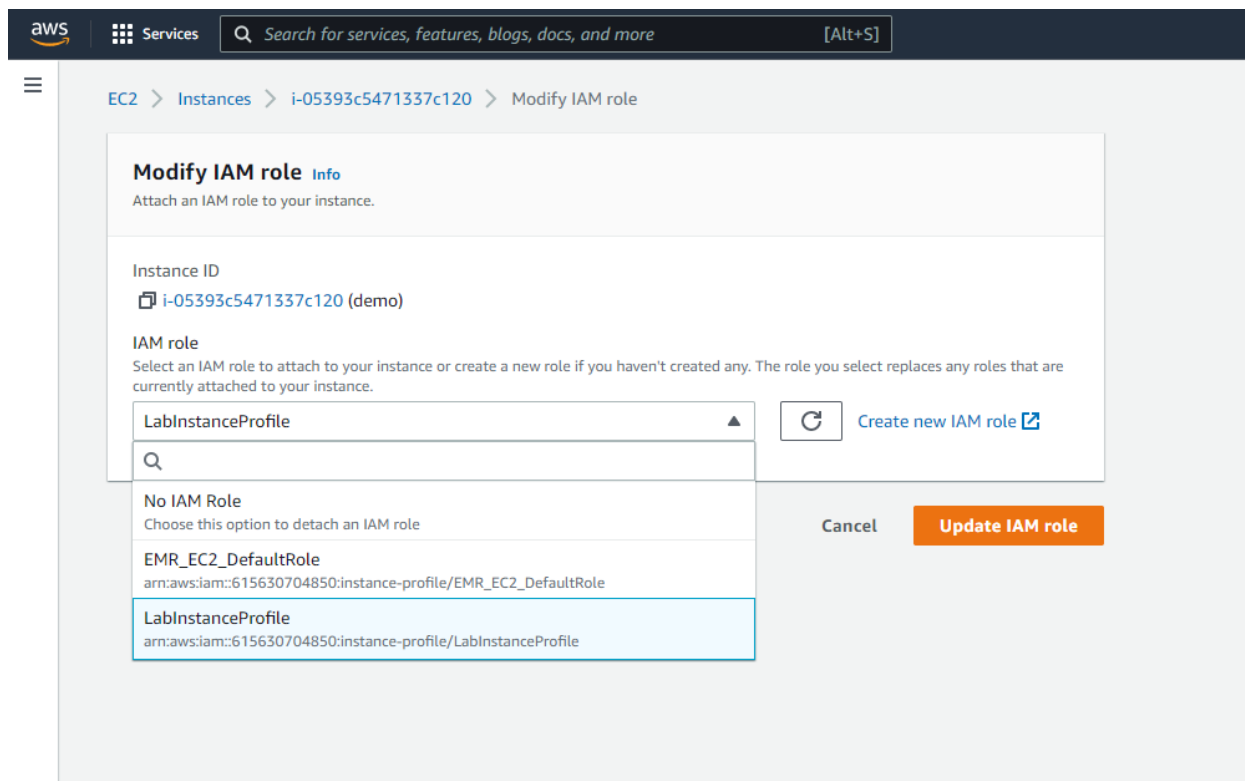 aws
Services
Search for services, features, blogs, docs, and more
[Alt+S]
EC2 > Instances > i-05393c5471337c120 > Modify IAM role
Modify IAM role Info
Attach an IAM role to your instance.
Instance ID
i-05393c5471337c120 (demo)
IAM role
Select an IAM role to attach to your instance or create a new role if you haven't created any. The role you select replaces any roles that are
currently attached to your instance.
LabInstanceProfile
Create new IAM role
No IAM Role
Choose this option to detach an IAM role
EMR_EC2_DefaultRole
arn:aws:iam::615630704850:instance-profile/EMR_EC2_DefaultRole
LabInstanceProfile
arn:aws:iam::615630704850:instance-profile/LabInstanceProfile
Cancel
Update IAM role